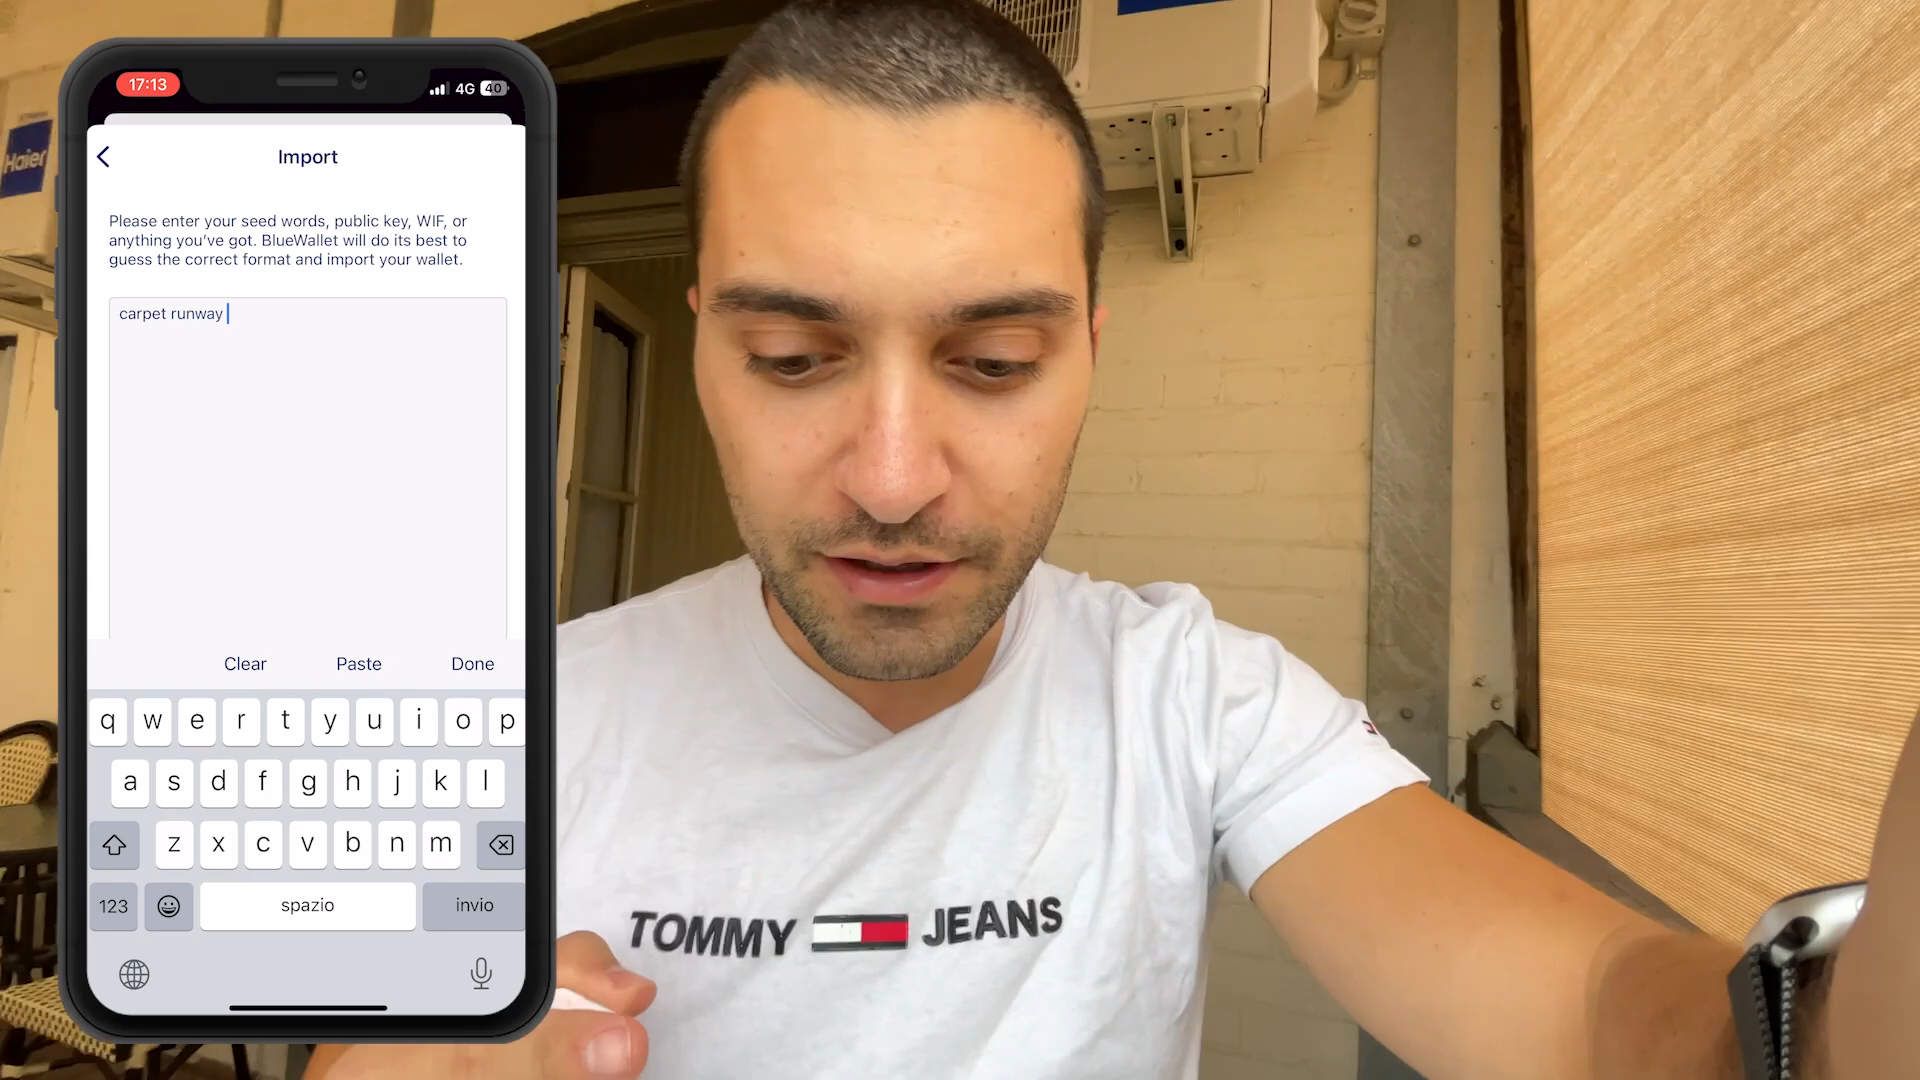 17:13
4G 40
Import
Please enter your seed words, public key, WIF, or
anything you've got. BlueWallet will do its best to
guess the correct format and import your wallet.
carpet runway
Clear Paste Done
q w e r t y u i o p
a s d f g h j k l
z x c v b n m
123 spazio invio
Haier
TOMMY JEANS